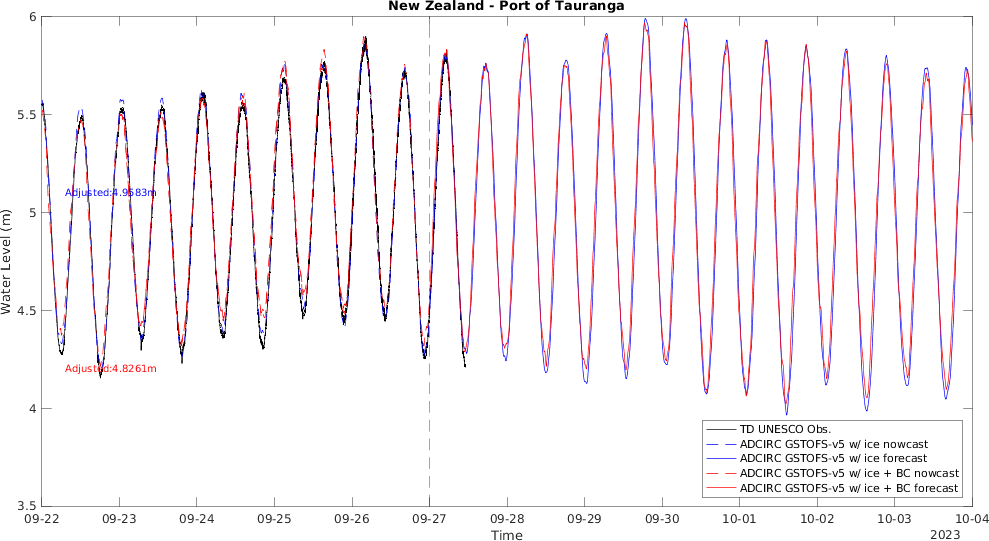 New Zealand - Port of Tauranga
6
5.5
5
4.5
4
3.5
Water Level (m)
Adjusted:4.9583m
Adjusted:4.8261m
TD UNESCO Obs.
ADCIRC GSTOFS-v5 w/ ice nowcast
ADCIRC GSTOFS-v5 w/ ice forecast
ADCIRC GSTOFS-v5 w/ ice + BC nowcast
ADCIRC GSTOFS-v5 w/ ice + BC forecast
09-22 09-23 09-24 09-25 09-26 09-27 09-28 09-29 09-30 10-01 10-02 10-03 10-04
Time 2023